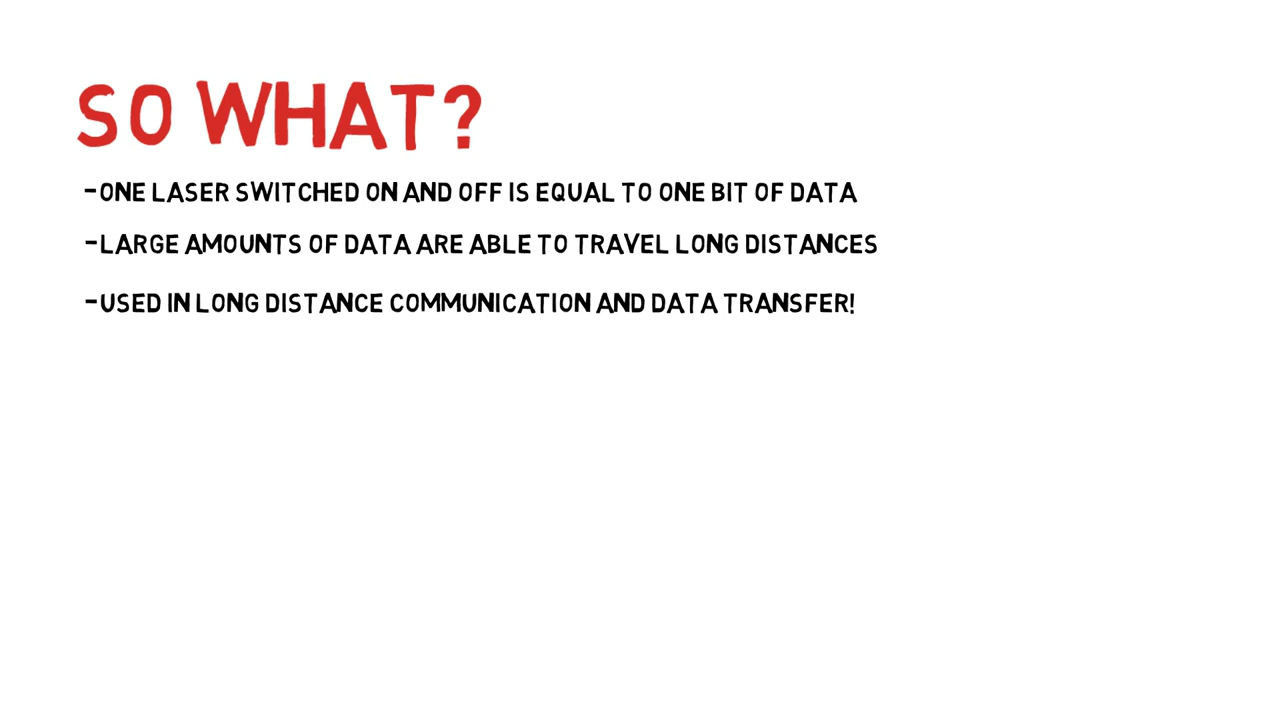 SO WHAT?
-ONE LASER SWITCHED ON AND OFF IS EQUAL TO ONE BIT OF DATA
-LARGE AMOUNTS OF DATA ARE ABLE TO TRAVEL LONG DISTANCES
-USED IN LONG DISTANCE COMMUNICATION AND DATA TRANSFER!